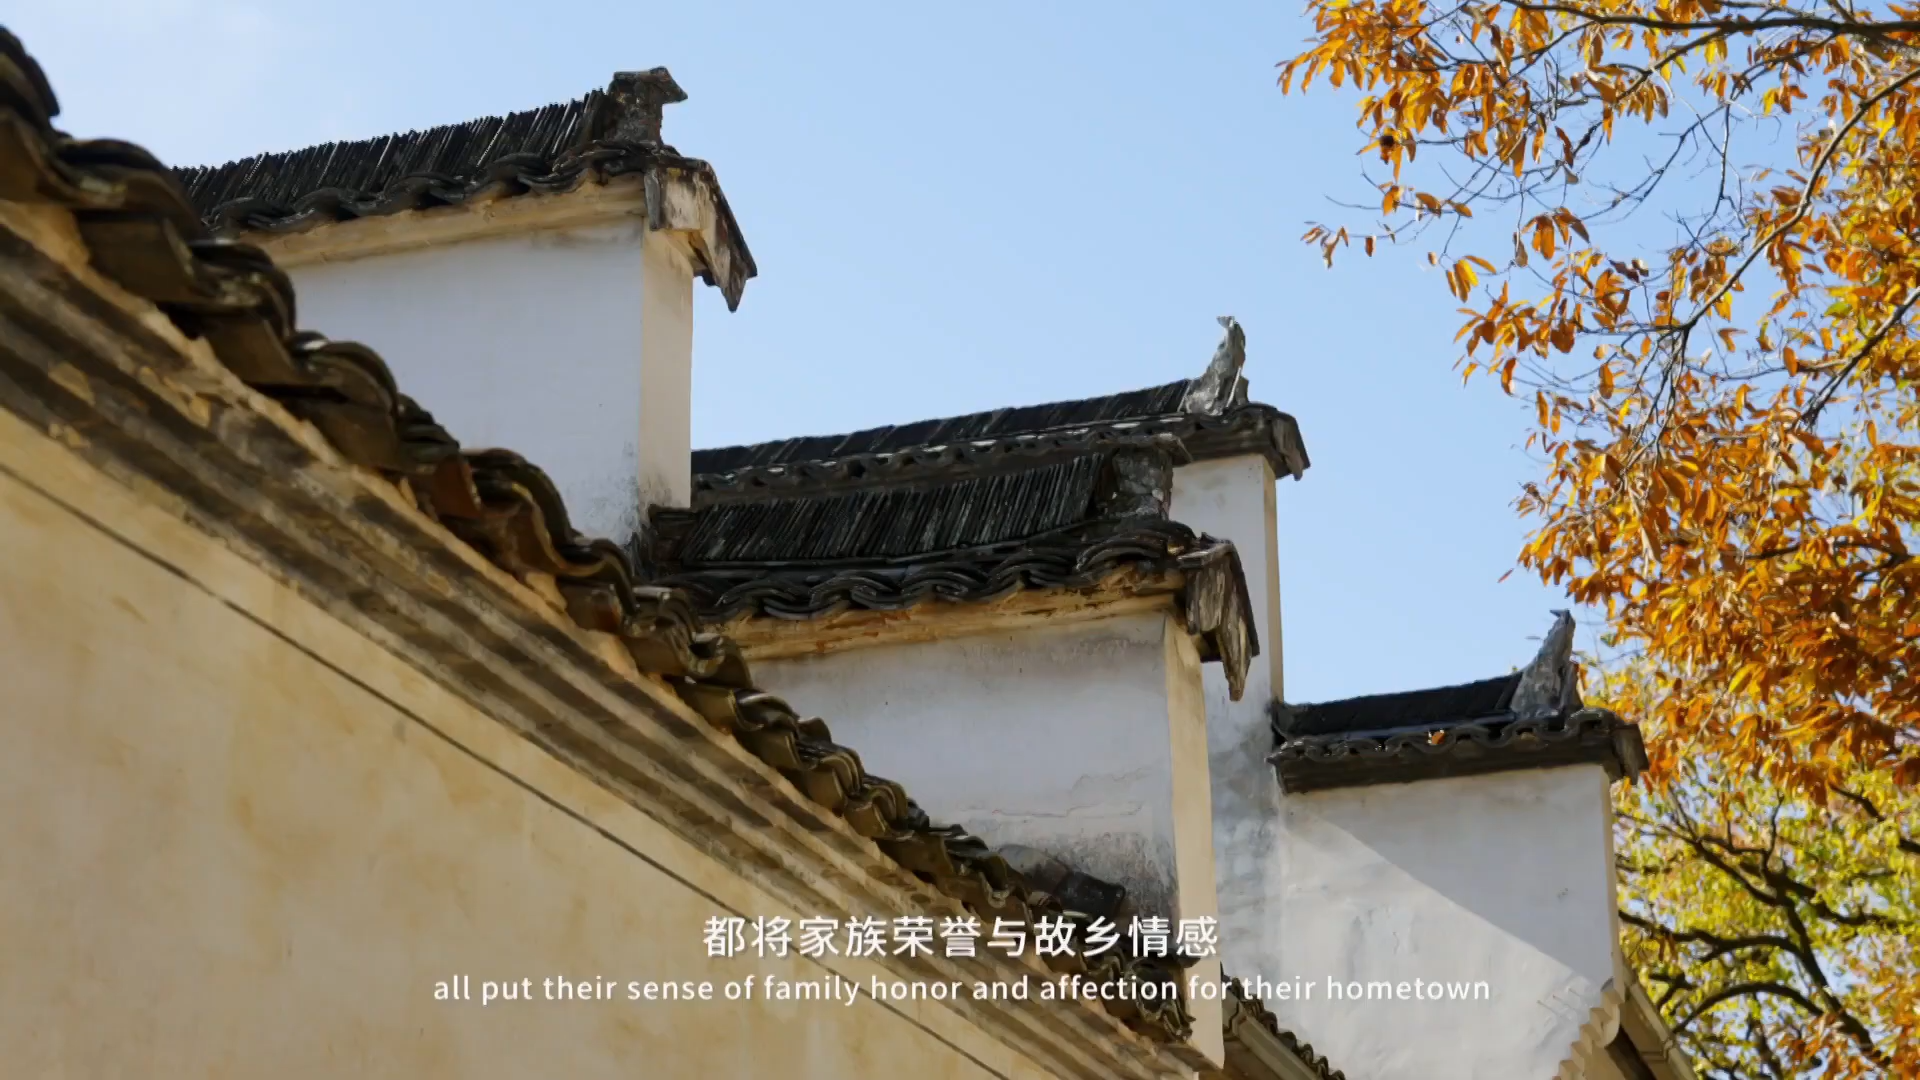 都将家族荣誉与故乡情感
all put their sense of family honor and affection for their hometown